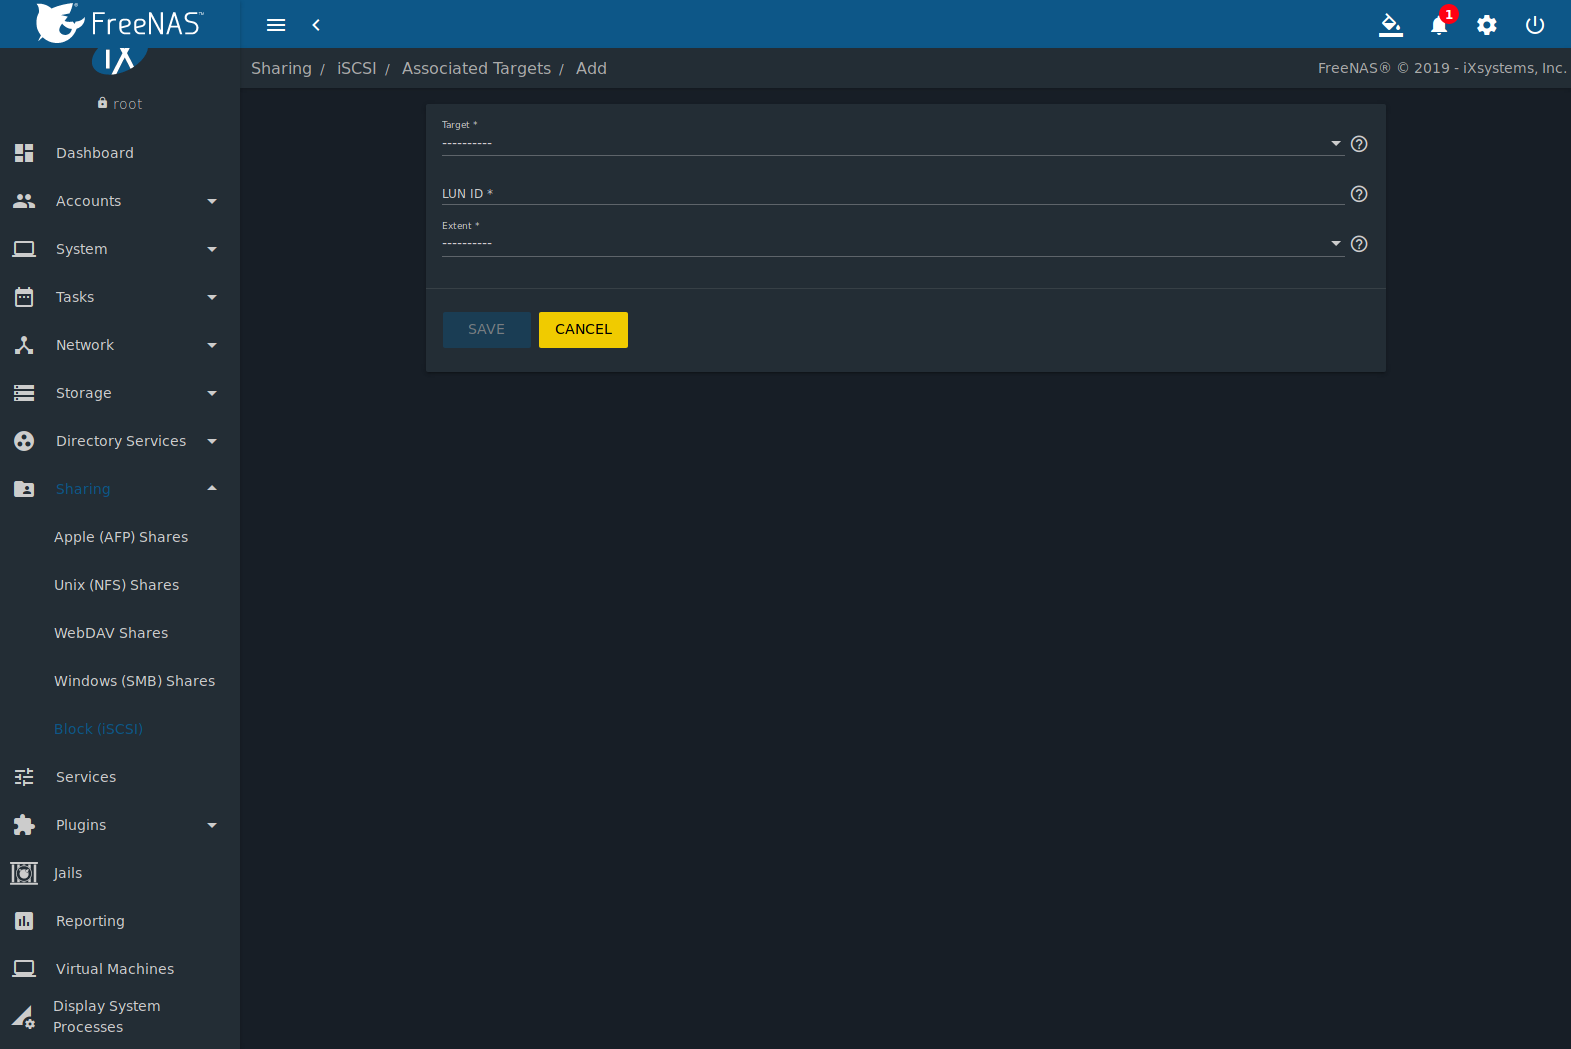 FreeNAS™
1
iX
root
Sharing / iSCSI / Associated Targets / Add
FreeNAS® © 2019 - iXsystems, Inc.
Dashboard
Accounts
System
Tasks
Network
Storage
Directory Services
Sharing
Apple (AFP) Shares
Unix (NFS) Shares
WebDAV Shares
Windows (SMB) Shares
Block (iSCSI)
Services
Plugins
Jails
Reporting
Virtual Machines
Display System
Processes
Target *
----------
LUN ID *
Extent *
----------
SAVE
CANCEL